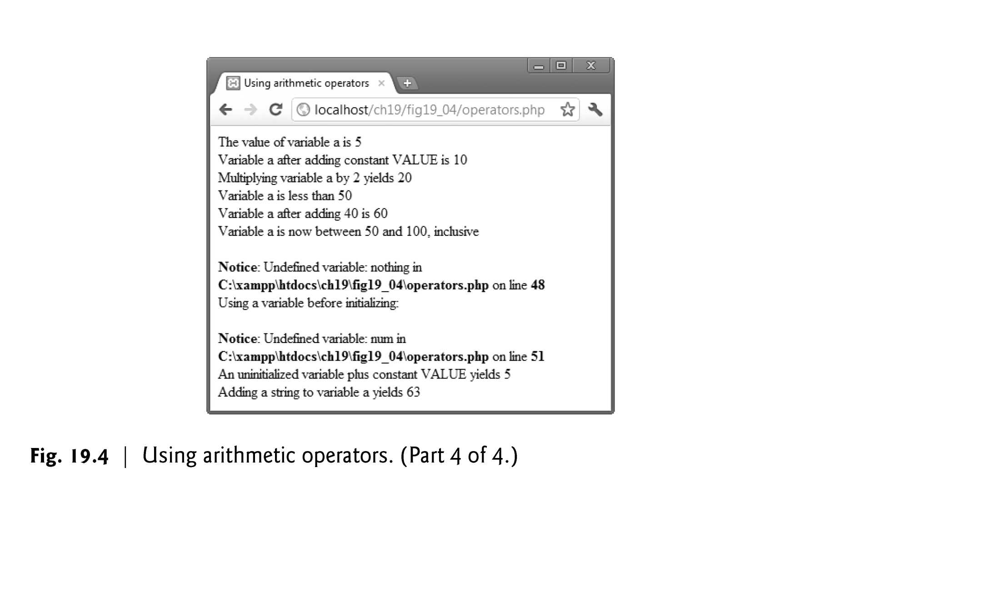 Using arithmetic operators
localhost/ch19/fig19_04/operators.php
The value of variable a is 5
Variable a after adding constant VALUE is 10
Multiplying variable a by 2 yields 20
Variable a is less than 50
Variable a after adding 40 is 60
Variable a is now between 50 and 100, inclusive
Notice: Undefined variable: nothing in
C:\xampp\htdocs\ch19\fig19_04\operators.php on line 48
Using a variable before initializing:
Notice: Undefined variable: num in
C:\xampp\htdocs\ch19\fig19_04\operators.php on line 51
An uninitialized variable plus constant VALUE yields 5
Adding a string to variable a yields 63
Fig. 19.4 | Using arithmetic operators. (Part 4 of 4.)